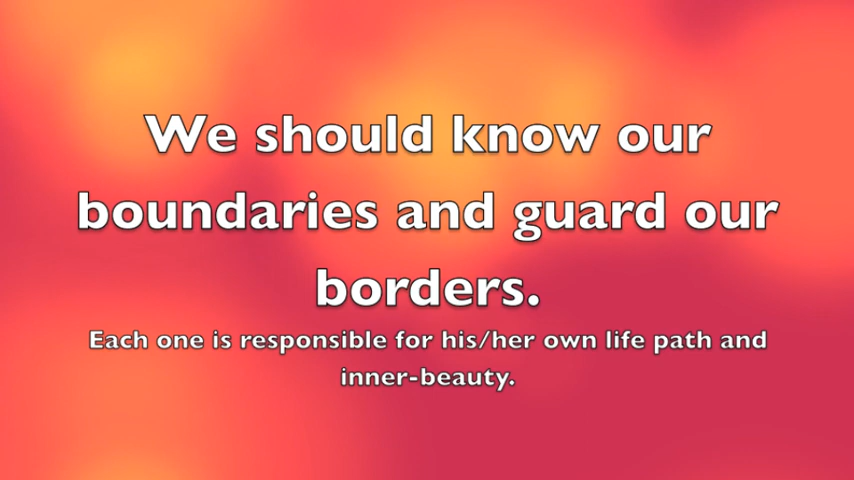 We should know our
boundaries and guard our
borders.
Each one is responsible for his/her own life path and
inner-beauty.